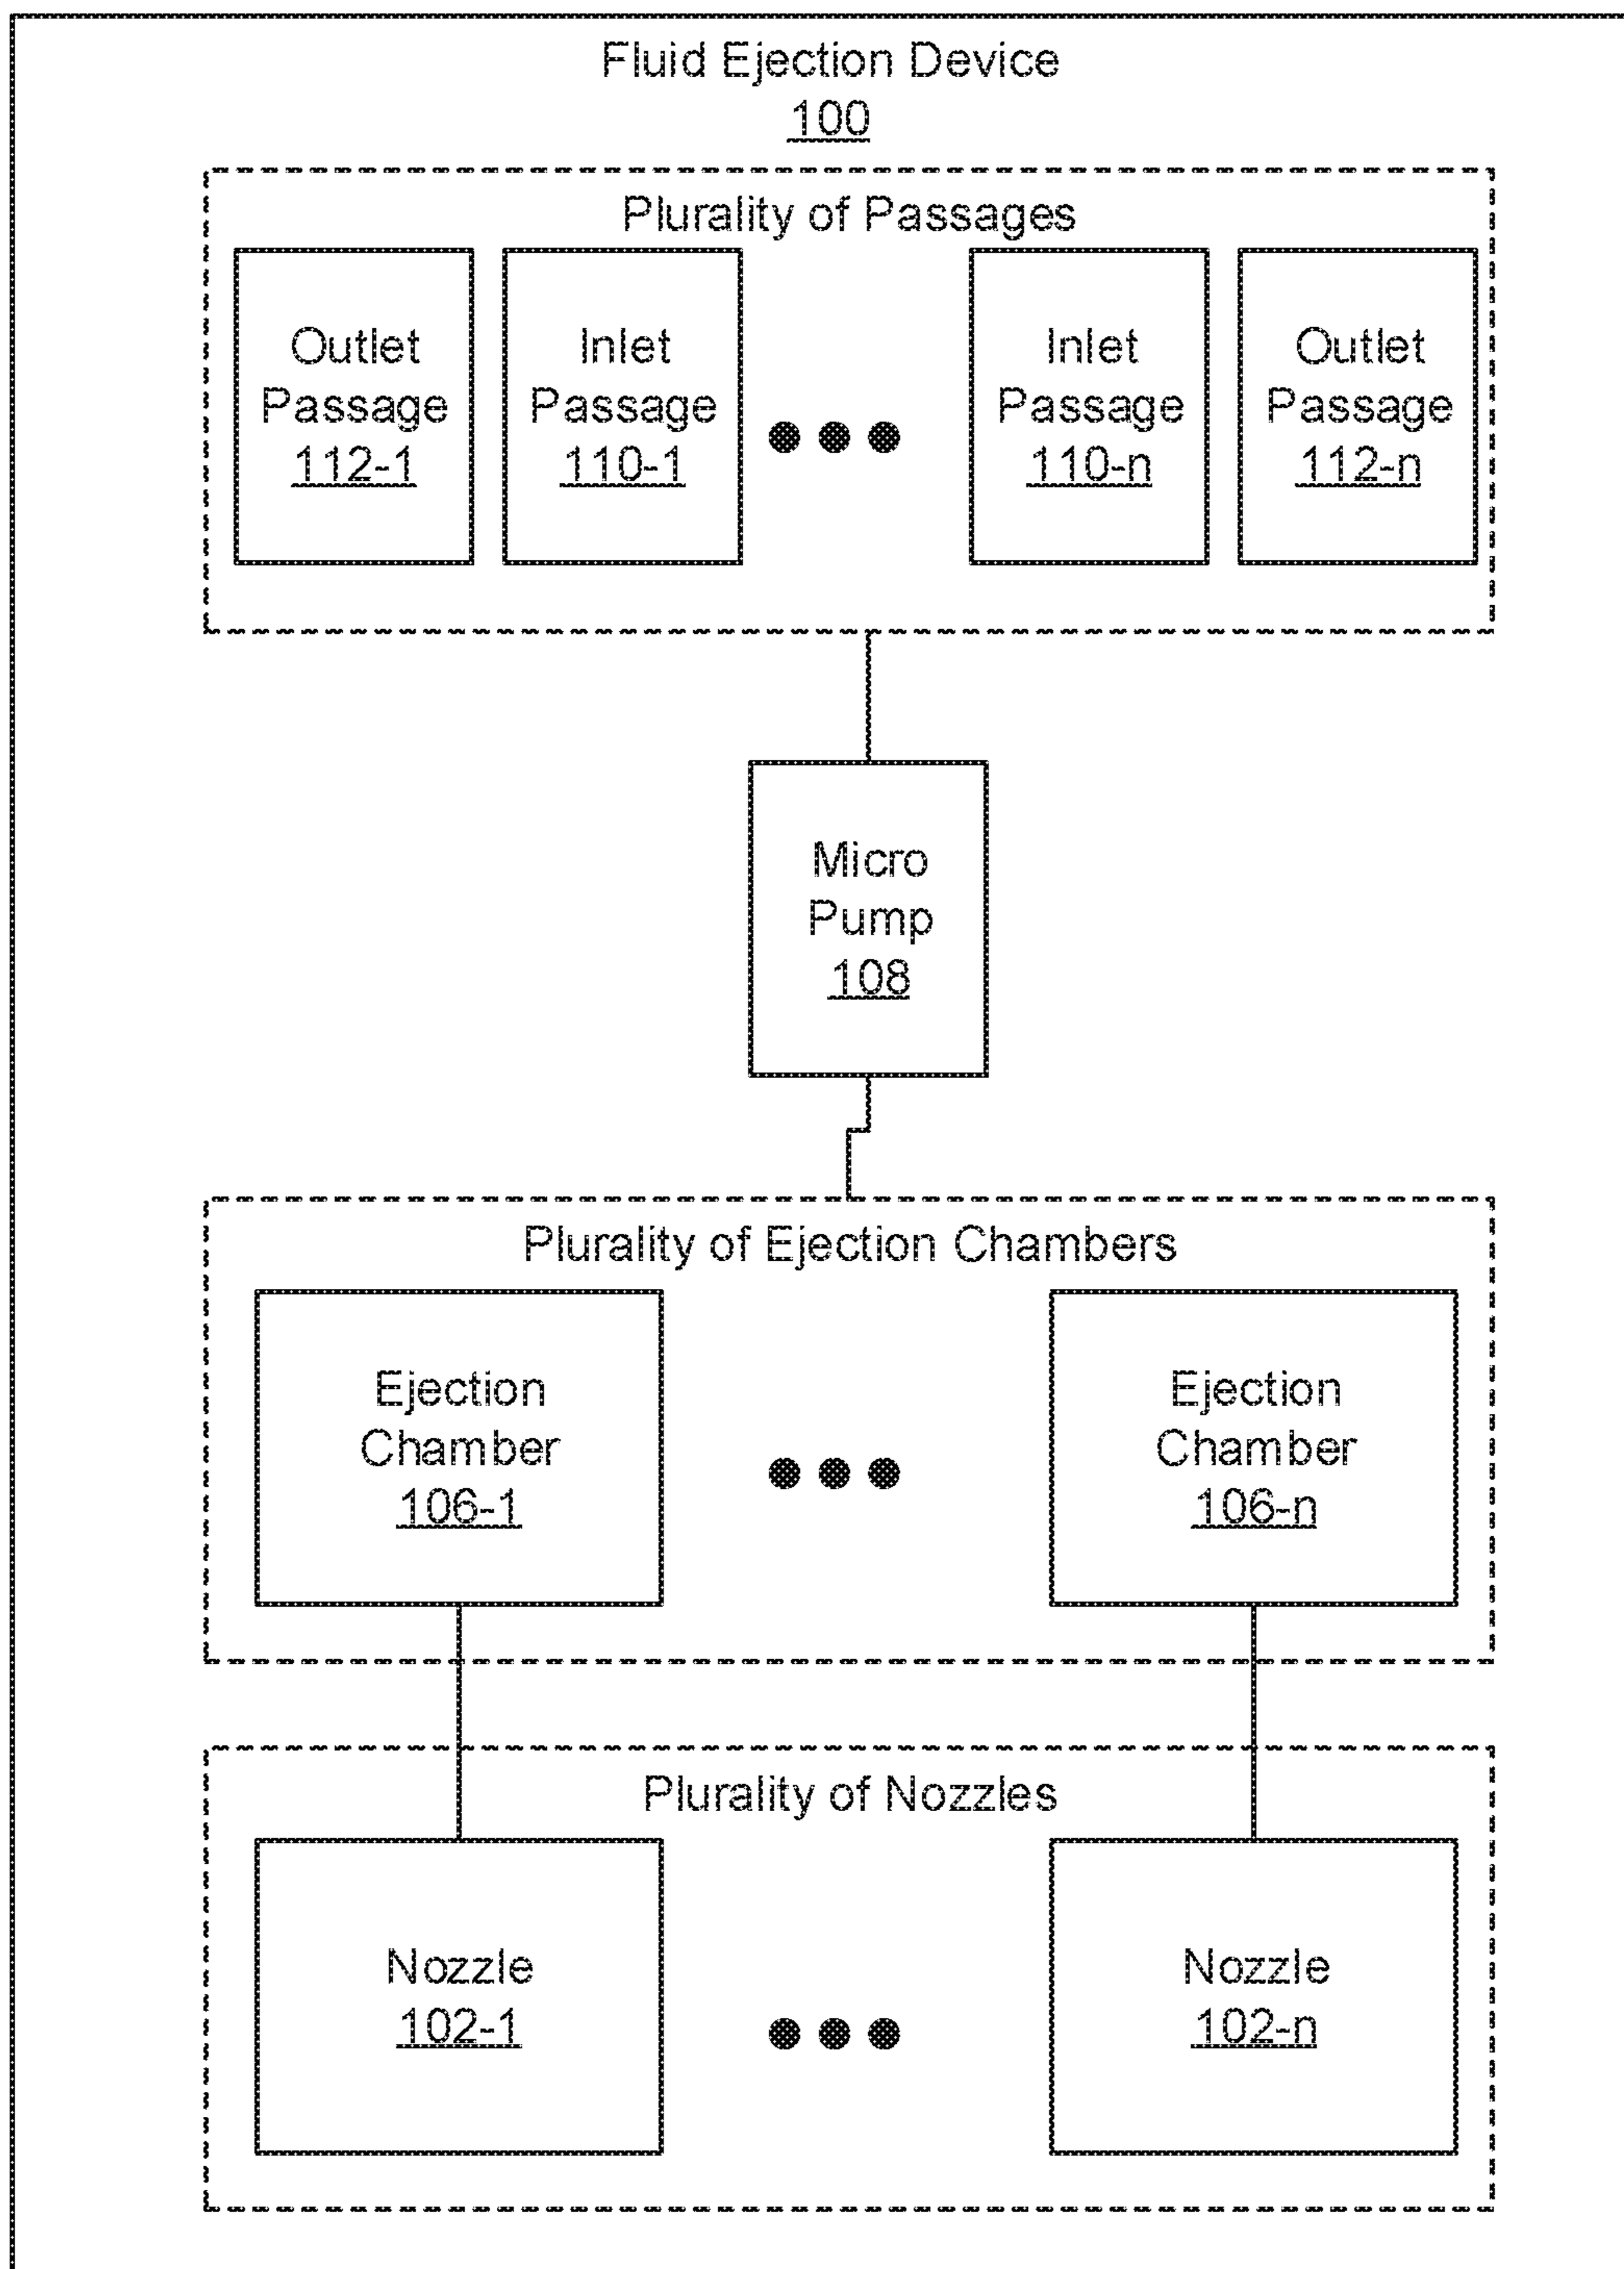 Fluid Ejection Device
100
Plurality of Passages
Outlet
Passage
112-1
Inlet
Passage
110-1
Inlet
Passage
110-n
Outlet
Passage
112-n
Micro
Pump
108
Plurality of Ejection Chambers
Ejection
Chamber
106-1
Ejection
Chamber
106-n
Plurality of Nozzles
Nozzle
102-1
Nozzle
102-n